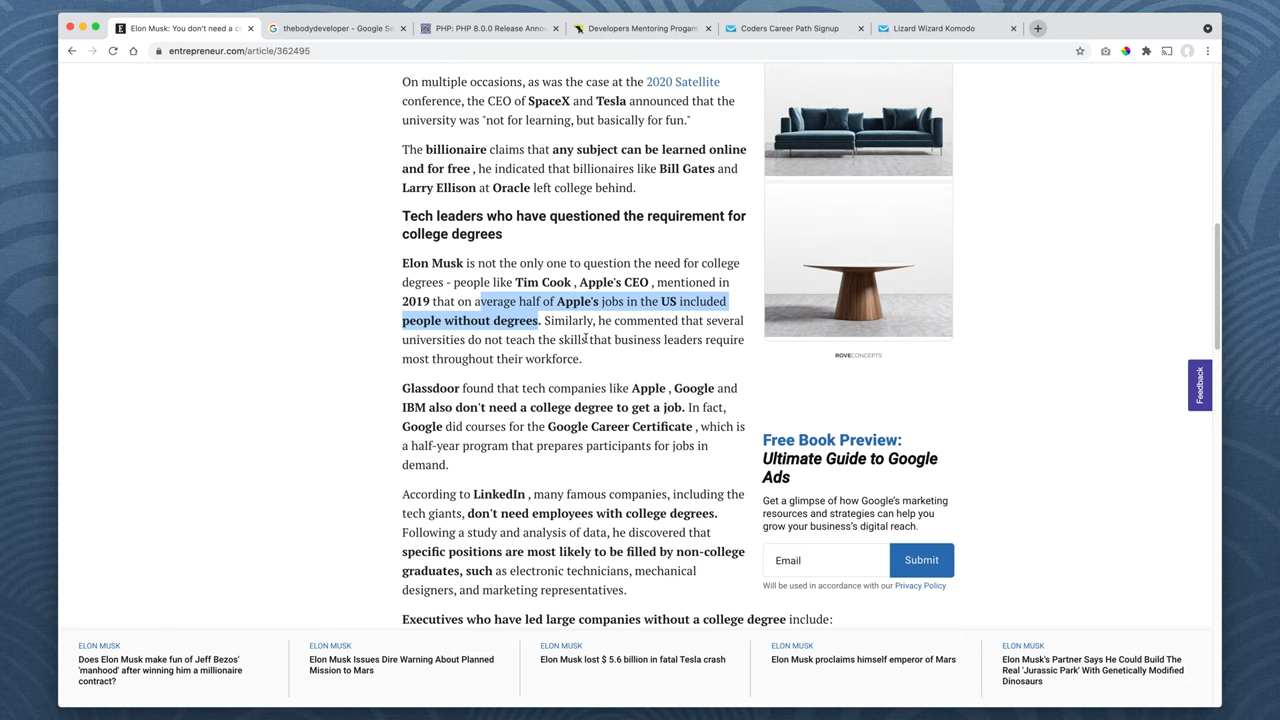 Elon Musk: You don't need a co
thebodydeveloper - Google Se
PHP: PHP 8.0.0 Release Annou
Developers Mentoring Progam
Coders Career Path Signup
Lizard Wizard Komodo
entrepreneur.com/article/362495
On multiple occasions, as was the case at the 2020 Satellite
conference, the CEO of SpaceX and Tesla announced that the
university was "not for learning, but basically for fun."
The billionaire claims that any subject can be learned online
and for free , he indicated that billionaires like Bill Gates and
Larry Ellison at Oracle left college behind.
Tech leaders who have questioned the requirement for
college degrees
Elon Musk is not the only one to question the need for college
degrees - people like Tim Cook , Apple's CEO , mentioned in
2019 that on average half of Apple's jobs in the US included
people without degrees. Similarly, he commented that several
universities do not teach the skills that business leaders require
most throughout their workforce.
Glassdoor found that tech companies like Apple , Google and
IBM also don't need a college degree to get a job. In fact,
Google did courses for the Google Career Certificate , which is
a half-year program that prepares participants for jobs in
demand.
According to LinkedIn , many famous companies, including the
tech giants, don't need employees with college degrees.
Following a study and analysis of data, he discovered that
specific positions are most likely to be filled by non-college
graduates, such as electronic technicians, mechanical
designers, and marketing representatives.
Executives who have led large companies without a college degree include:
ROVECONCEPTS
Free Book Preview:
Ultimate Guide to Google
Ads
Get a glimpse of how Google's marketing
resources and strategies can help you
grow your business's digital reach.
Email
Submit
Will be used in accordance with our Privacy Policy
Feedback
ELON MUSK
Does Elon Musk make fun of Jeff Bezos'
'manhood' after winning him a millionaire
contract?
ELON MUSK
Elon Musk Issues Dire Warning About Planned
Mission to Mars
ELON MUSK
Elon Musk lost $ 5.6 billion in fatal Tesla crash
ELON MUSK
Elon Musk proclaims himself emperor of Mars
ELON MUSK
Elon Musk's Partner Says He Could Build The
Real 'Jurassic Park' With Genetically Modified
Dinosaurs